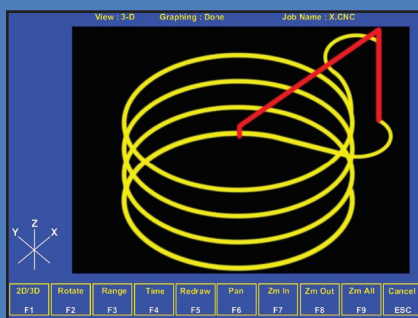 View : 3-D Graphing : Done Job Name : X.CNC
Z
Y X
2D/3D Rotate Range Time Redraw Pan Zm In Zm Out Zm All Cancel
F1 F2 F3 F4 F5 F6 F7 F8 F9 ESC